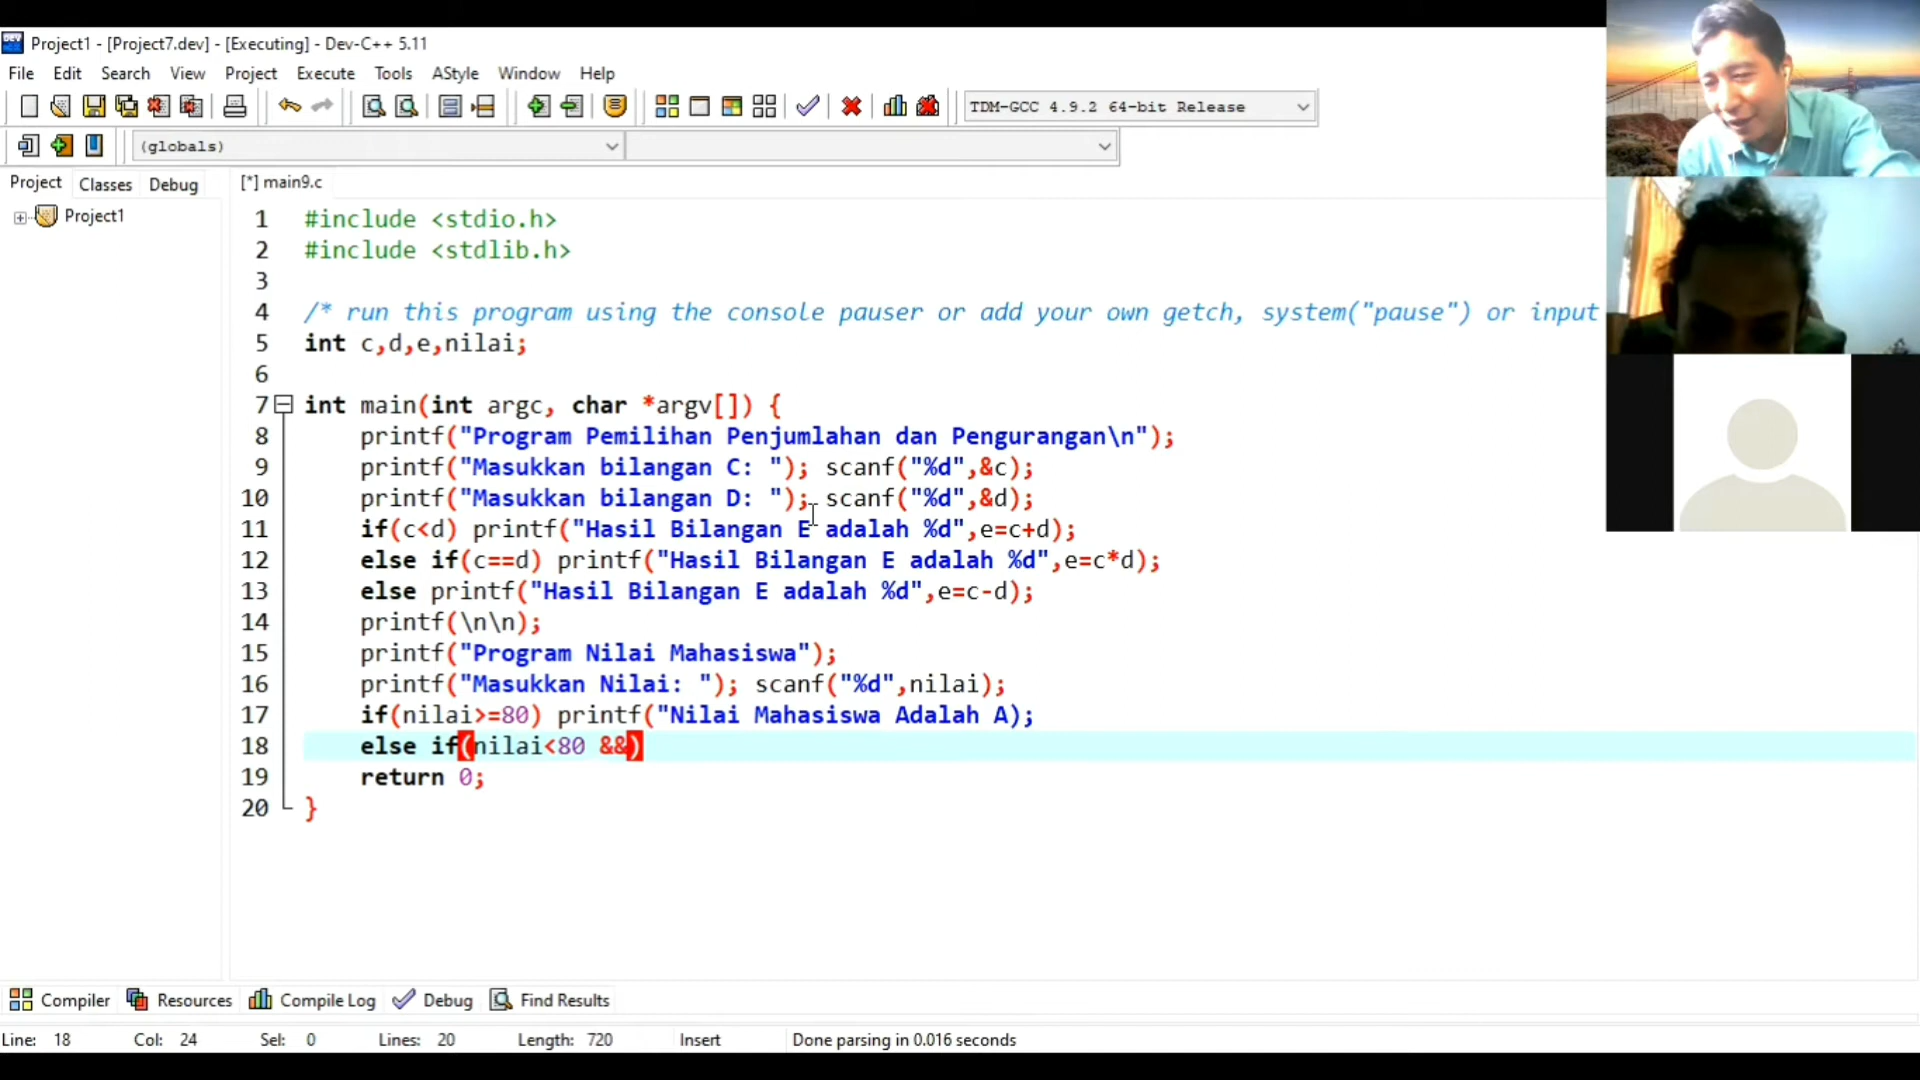 Project1 - [Project7.dev] - [Executing] - Dev-C++ 5.11
File Edit Search View Project Execute Tools AStyle Window Help
TDM-GCC 4.9.2 64-bit Release
(globals)
Project Classes Debug [*] main9.c
Project1
1 #include <stdio.h>
2 #include <stdlib.h>
3
4 /* run this program using the console pauser or add your own getch, system("pause") or input
5 int c,d,e,nilai;
6
7 int main(int argc, char *argv[]) {
8 printf("Program Pemilihan Penjumlahan dan Pengurangan\n");
9 printf("Masukkan bilangan C: "); scanf("%d",&c);
10 printf("Masukkan bilangan D: "); scanf("%d",&d);
11 if(c<d) printf("Hasil Bilangan E adalah %d",e=c+d);
12 else if(c==d) printf("Hasil Bilangan E adalah %d",e=c*d);
13 else printf("Hasil Bilangan E adalah %d",e=c-d);
14 printf(\n\n);
15 printf("Program Nilai Mahasiswa");
16 printf("Masukkan Nilai: "); scanf("%d",nilai);
17 if(nilai>=80) printf("Nilai Mahasiswa Adalah A);
18 else if(nilai<80 &&)
19 return 0;
20 }
Compiler Resources Compile Log Debug Find Results
Line: 18 Col: 24 Sel: 0 Lines: 20 Length: 720 Insert Done parsing in 0.016 seconds